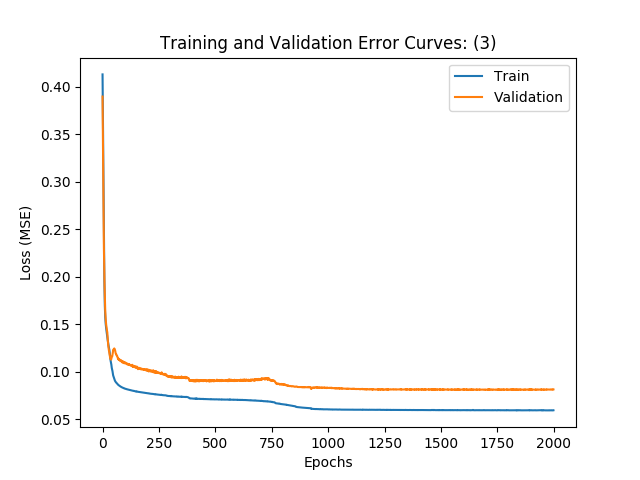 Training and Validation Error Curves: (3)
Train
Validation
Loss (MSE)
0.40
0.35
0.30
0.25
0.20
0.15
0.10
0.05
0 250 500 750 1000 1250 1500 1750 2000
Epochs